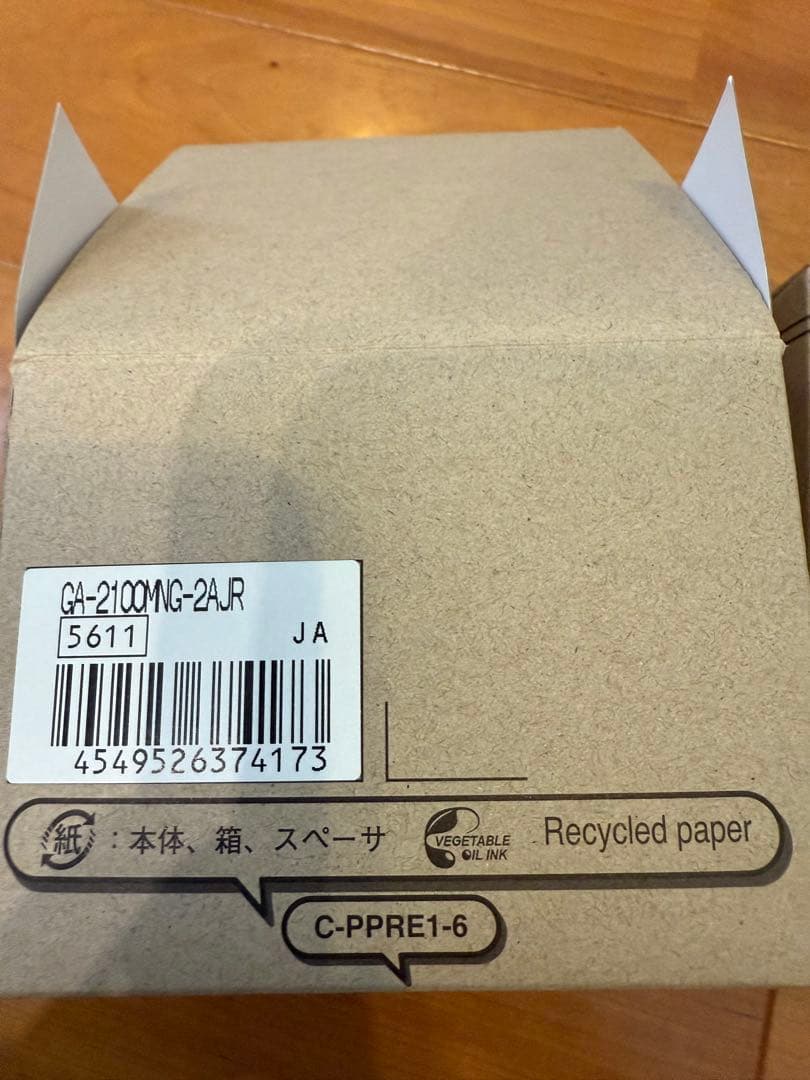 GA-2100MNG-2AJR
5611
JA
4549526374173
紙 : 本体、箱、スペーサ
VEGETABLE
OIL INK
Recycled paper
C-PPRE1-6